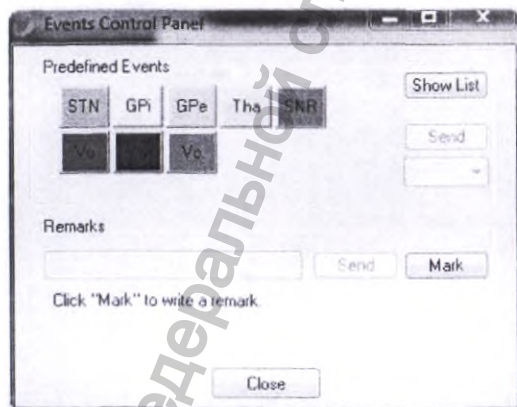 Events Control Panel
Predefined Events
Show List
STN GPi GPe Tha SNR
Send
Remarks
Send Mark
Click "Mark" to write a remark.
Close